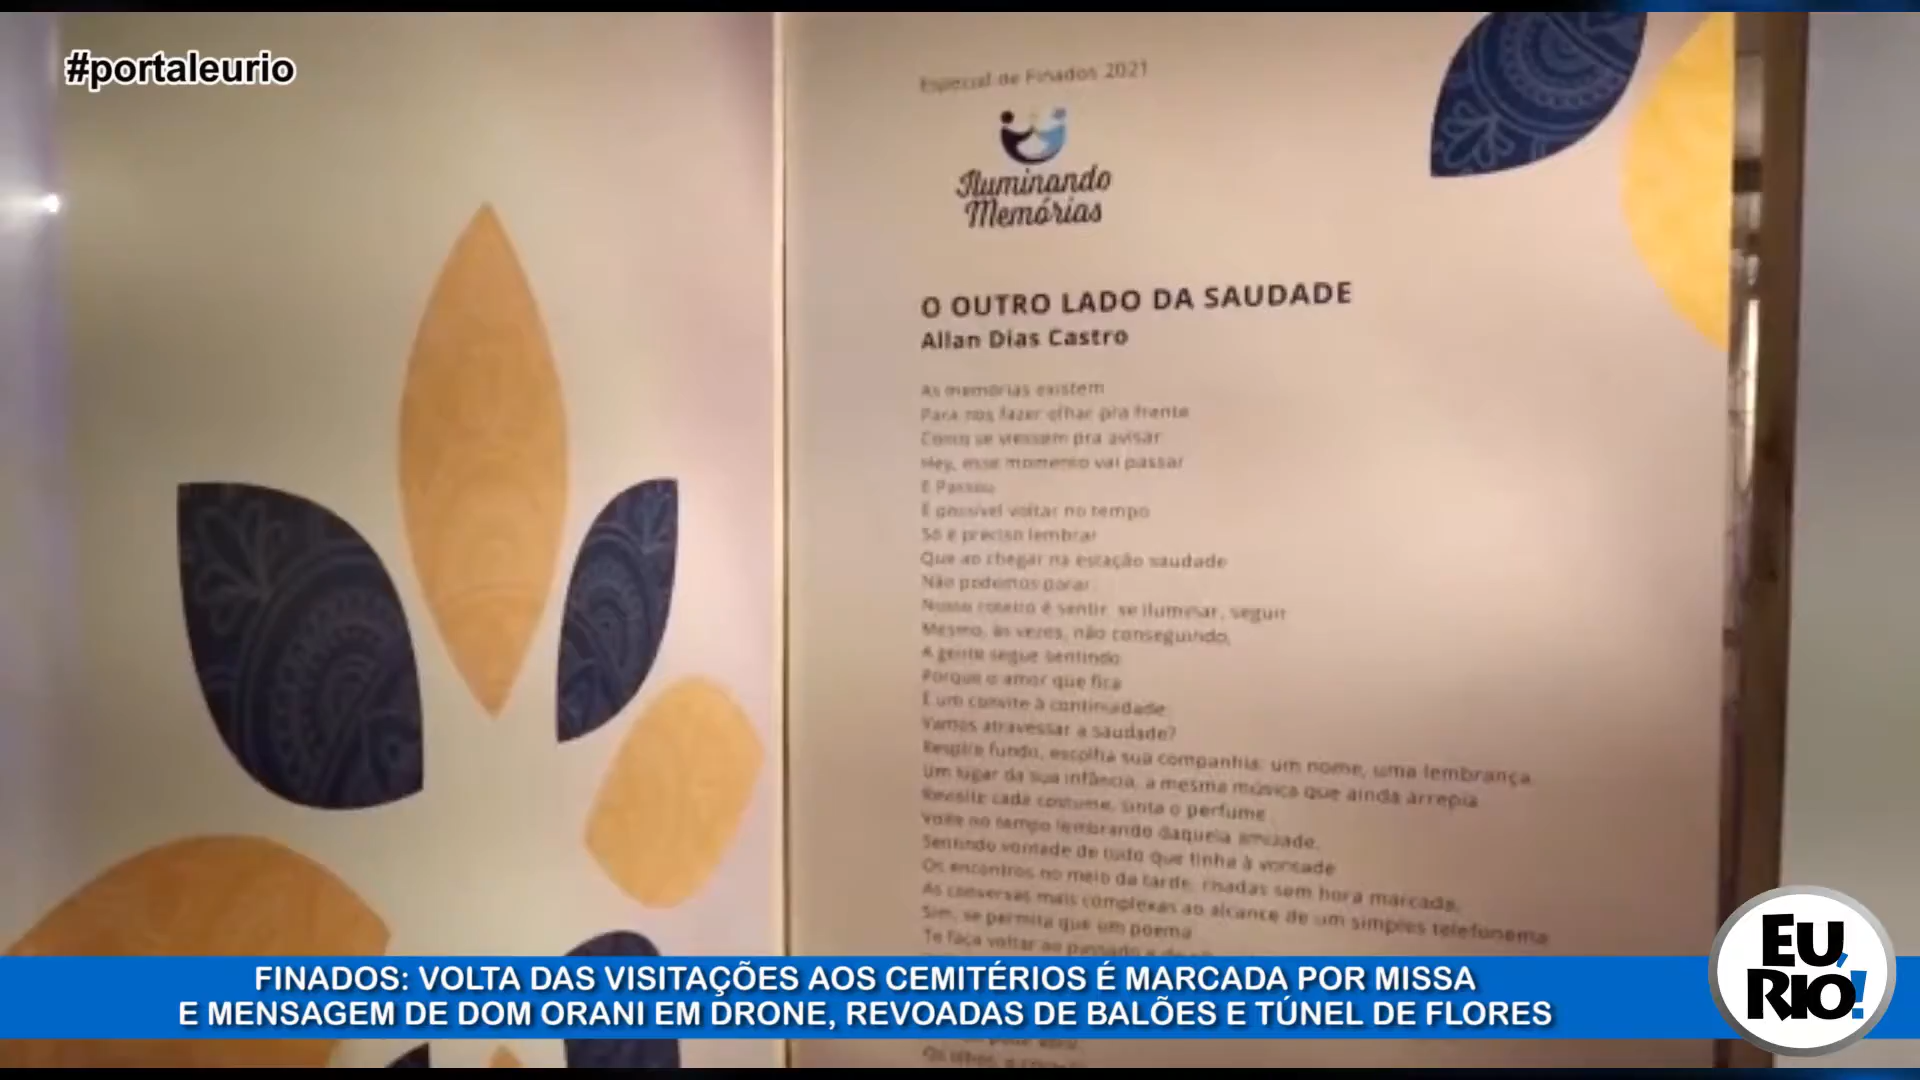 #portaleurio
Especial de Finados 2021
Iluminando
Memórias
O OUTRO LADO DA SAUDADE
Allan Dias Castro
As memórias existem
Para nos fazer olhar pra frente
Como se viessem pra avisar
Hey, esse momento vai passar
E Passou
É possível voltar no tempo
Só é preciso lembrar
Que ao chegar na estação saudade
Não podemos parar
Nosso roteiro é sentir, se iluminar, seguir
Mesmo, às vezes, não conseguindo,
A gente segue sentindo
Porque o amor que fica
É um convite à continuidade
Vamos atravessar a saudade?
Respire fundo, escolha sua companhia: um nome, uma lembrança
Um lugar da sua infância, a mesma música que ainda arrepia
Revisite cada costume, sinta o perfume
Volte no tempo lembrando daquela amizade,
Sentindo vontade de tudo que tinha à vontade
Os encontros no meio da tarde, risadas sem hora marcada,
As conversas mais complexas ao alcance de um simples telefonema
Sim, se permita que um poema
Te faça voltar ao passado
FINADOS: VOLTA DAS VISITAÇÕES AOS CEMITÉRIOS É MARCADA POR MISSA
E MENSAGEM DE DOM ORANI EM DRONE, REVOADAS DE BALÕES E TÚNEL DE FLORES
EU,
RIO!